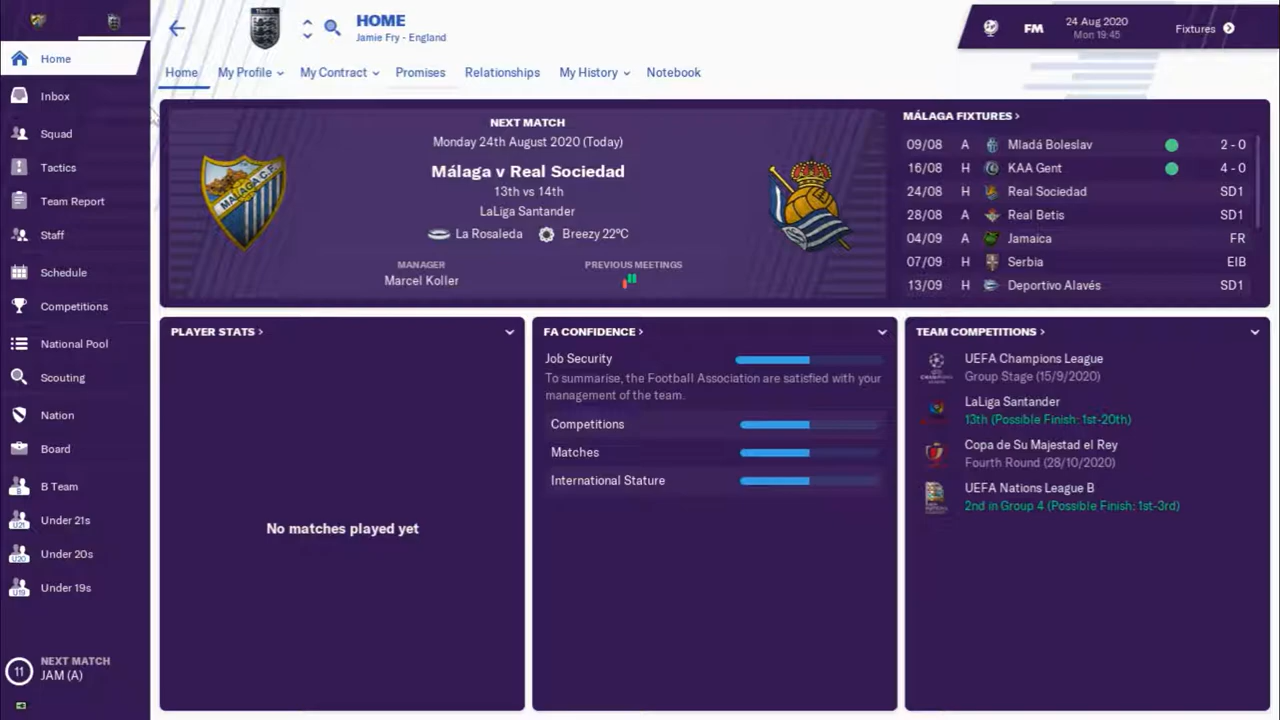 HOME
Jamie Fry - England
FM
24 Aug 2020
Mon 19:45
Fixtures
Home
My Profile
My Contract
Promises
Relationships
My History
Notebook
Home
Inbox
Squad
Tactics
Team Report
Staff
Schedule
Competitions
National Pool
Scouting
Nation
Board
B Team
Under 21s
Under 20s
Under 19s
11
NEXT MATCH
JAM (A)
NEXT MATCH
Monday 24th August 2020 (Today)
Málaga v Real Sociedad
13th vs 14th
LaLiga Santander
La Rosaleda
Breezy 22ºC
MANAGER
Marcel Koller
PREVIOUS MEETINGS
MÁLAGA FIXTURES >
09/08 A Mladá Boleslav 2 - 0
16/08 H KAA Gent 4 - 0
24/08 H Real Sociedad SD1
28/08 A Real Betis SD1
04/09 A Jamaica FR
07/09 H Serbia EIB
13/09 H Deportivo Alavés SD1
PLAYER STATS >
No matches played yet
FA CONFIDENCE >
Job Security
To summarise, the Football Association are satisfied with your
management of the team.
Competitions
Matches
International Stature
TEAM COMPETITIONS >
UEFA Champions League
Group Stage (15/9/2020)
LaLiga Santander
13th (Possible Finish: 1st-20th)
Copa de Su Majestad el Rey
Fourth Round (28/10/2020)
UEFA Nations League B
2nd in Group 4 (Possible Finish: 1st-3rd)